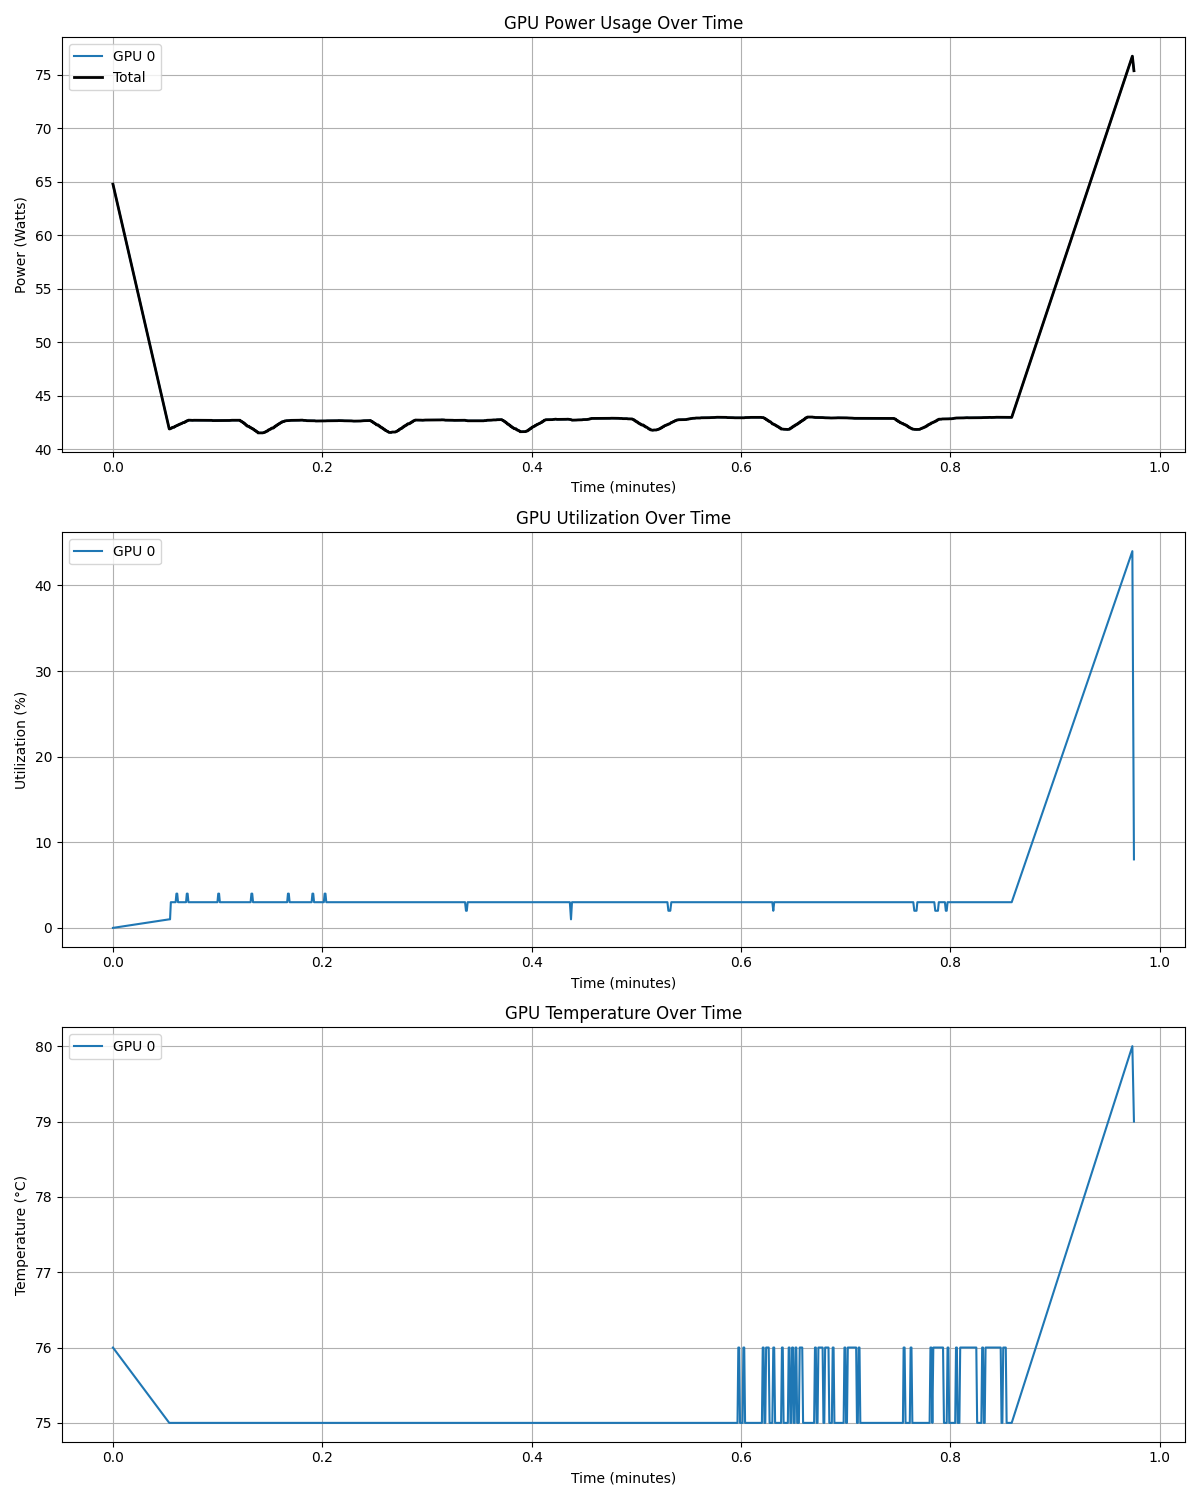 GPU Power Usage Over Time
GPU 0
Total
75
70
65
60
55
50
45
40
Power (Watts)
0.0 0.2 0.4 0.6 0.8 1.0
Time (minutes)
GPU Utilization Over Time
GPU 0
40
30
20
10
0
Utilization (%)
0.0 0.2 0.4 0.6 0.8 1.0
Time (minutes)
GPU Temperature Over Time
GPU 0
80
79
78
77
76
75
Temperature (°C)
0.0 0.2 0.4 0.6 0.8 1.0
Time (minutes)